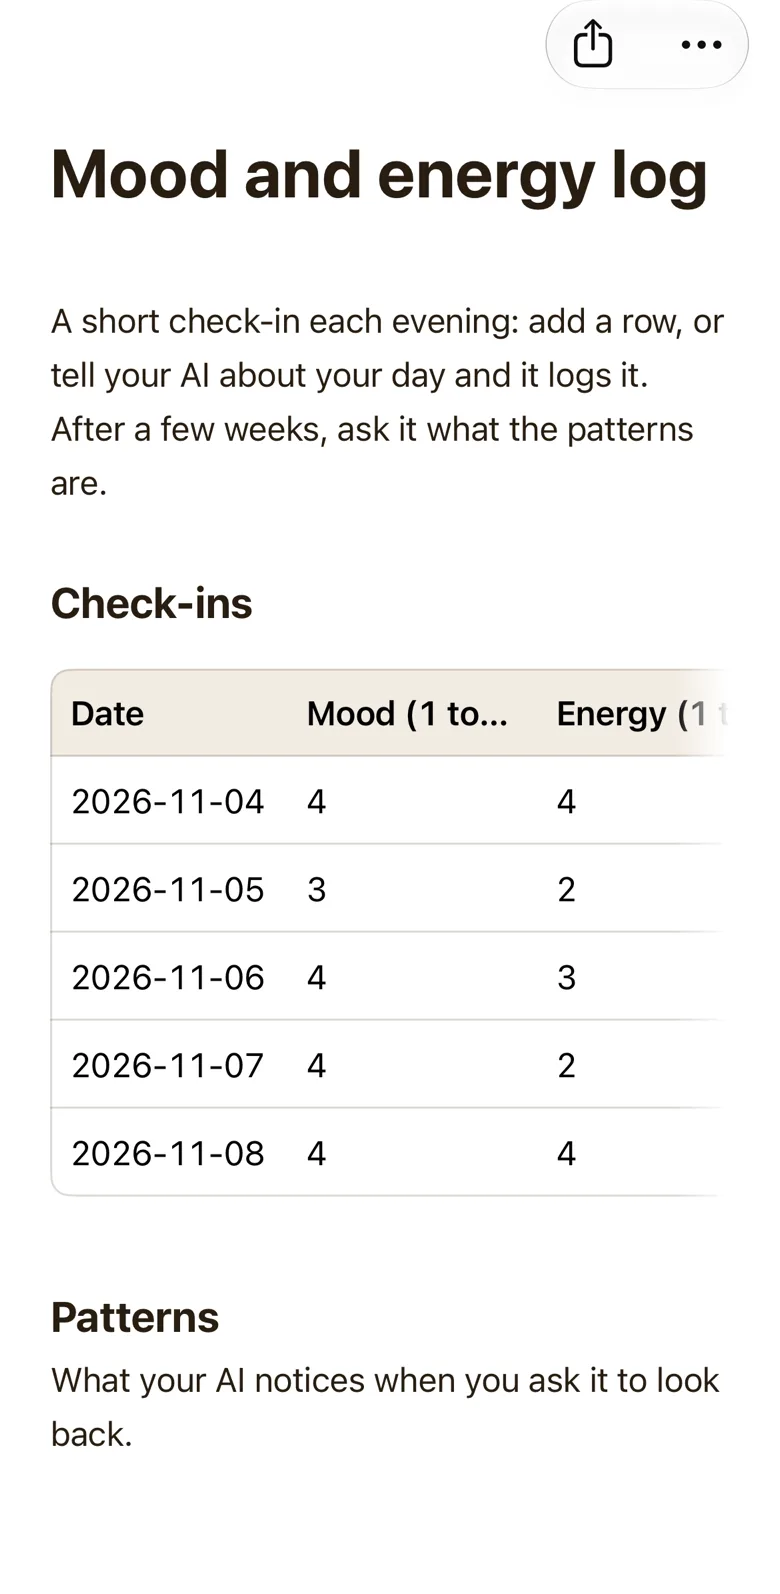 Mood and energy log
A short check-in each evening: add a row, or
tell your AI about your day and it logs it.
After a few weeks, ask it what the patterns
are.
Check-ins
Date Mood (1 to... Energy (1 t
2026-11-04 4 4
2026-11-05 3 2
2026-11-06 4 3
2026-11-07 4 2
2026-11-08 4 4
Patterns
What your AI notices when you ask it to look
back.